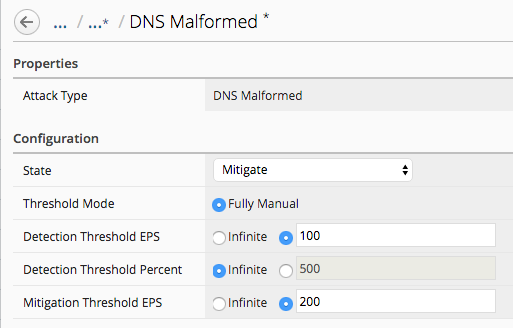 ... / ...* / DNS Malformed *
Properties
Attack Type DNS Malformed
Configuration
State Mitigate
Threshold Mode Fully Manual
Detection Threshold EPS Infinite 100
Detection Threshold Percent Infinite 500
Mitigation Threshold EPS Infinite 200